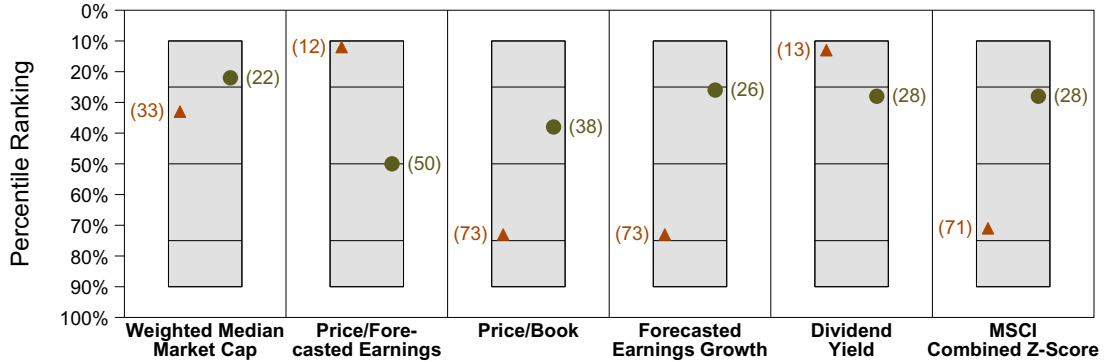 Percentile Ranking
0%
10%
20%
30%
40%
50%
60%
70%
80%
90%
100%
(33)
(22)
(12)
(50)
(73)
(38)
(73)
(26)
(13)
(28)
(71)
(28)
Weighted Median
Market Cap
Price/Fore-
casted Earnings
Price/Book
Forecasted
Earnings Growth
Dividend
Yield
MSCI
Combined Z-Score